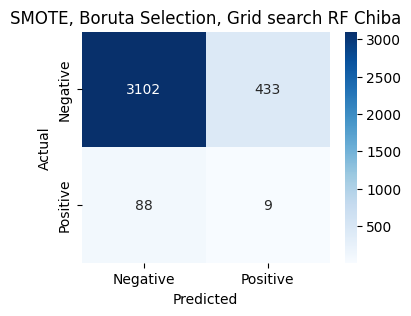 SMOTE, Boruta Selection, Grid search RF Chiba
Actual
Negative
Positive
3102
433
88
9
Negative
Positive
Predicted
3000
2500
2000
1500
1000
500